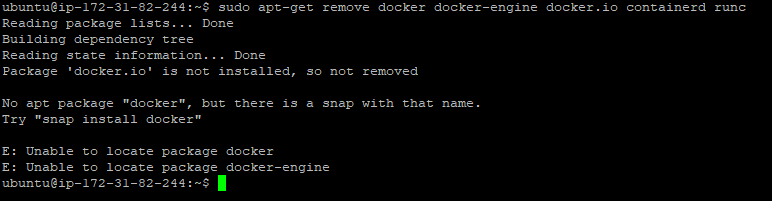 ubuntu@ip-172-31-82-244:~$ sudo apt-get remove docker docker-engine docker.io containerd runc
Reading package lists... Done
Building dependency tree
Reading state information... Done
Package 'docker.io' is not installed, so not removed
No apt package "docker", but there is a snap with that name.
Try "snap install docker"
E: Unable to locate package docker
E: Unable to locate package docker-engine
ubuntu@ip-172-31-82-244:~$